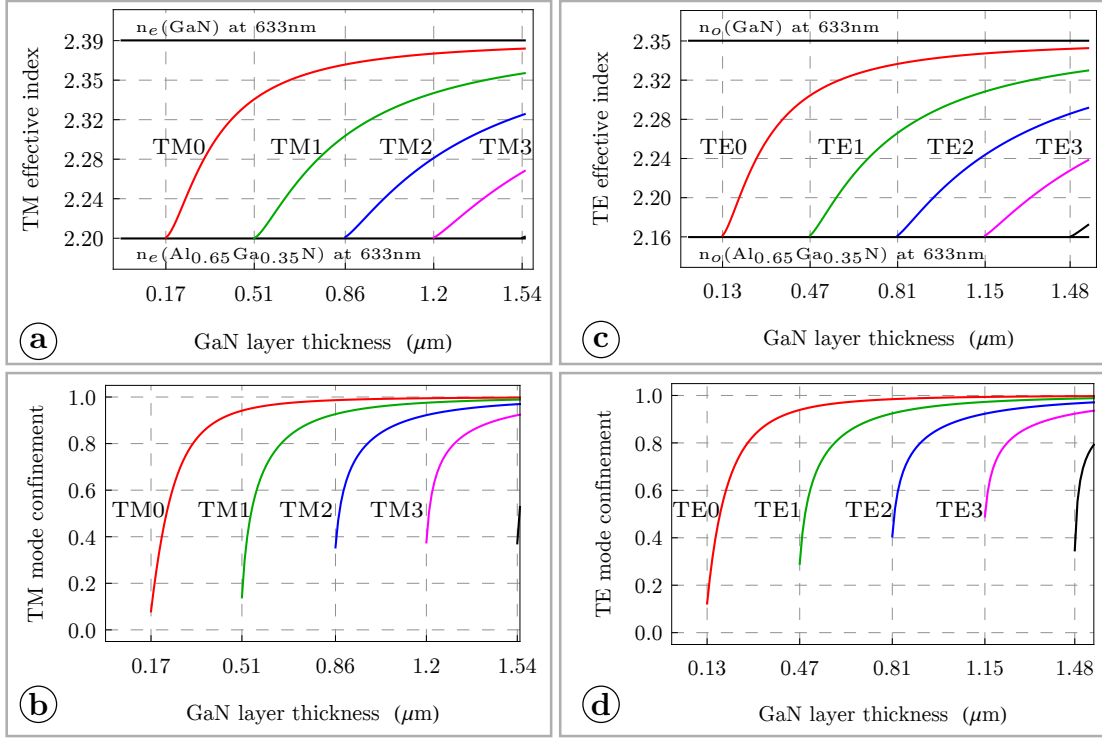 n_e(GaN) at 633nm
2.39
2.35
2.32
2.28
2.24
2.20
TM effective index
TM0
TM1
TM2
TM3
n_e(Al_0.65Ga_0.35N) at 633nm
0.17
0.51
0.86
1.2
1.54
GaN layer thickness (μm)
a
n_o(GaN) at 633nm
2.35
2.32
2.28
2.24
2.20
2.16
TE effective index
TE0
TE1
TE2
TE3
n_o(Al_0.65Ga_0.35N) at 633nm
0.13
0.47
0.81
1.15
1.48
GaN layer thickness (μm)
c
1.0
0.8
0.6
0.4
0.2
0.0
TM mode confinement
TM0
TM1
TM2
TM3
0.17
0.51
0.86
1.2
1.54
GaN layer thickness (μm)
b
1.0
0.8
0.6
0.4
0.2
0.0
TE mode confinement
TE0
TE1
TE2
TE3
0.13
0.47
0.81
1.15
1.48
GaN layer thickness (μm)
d